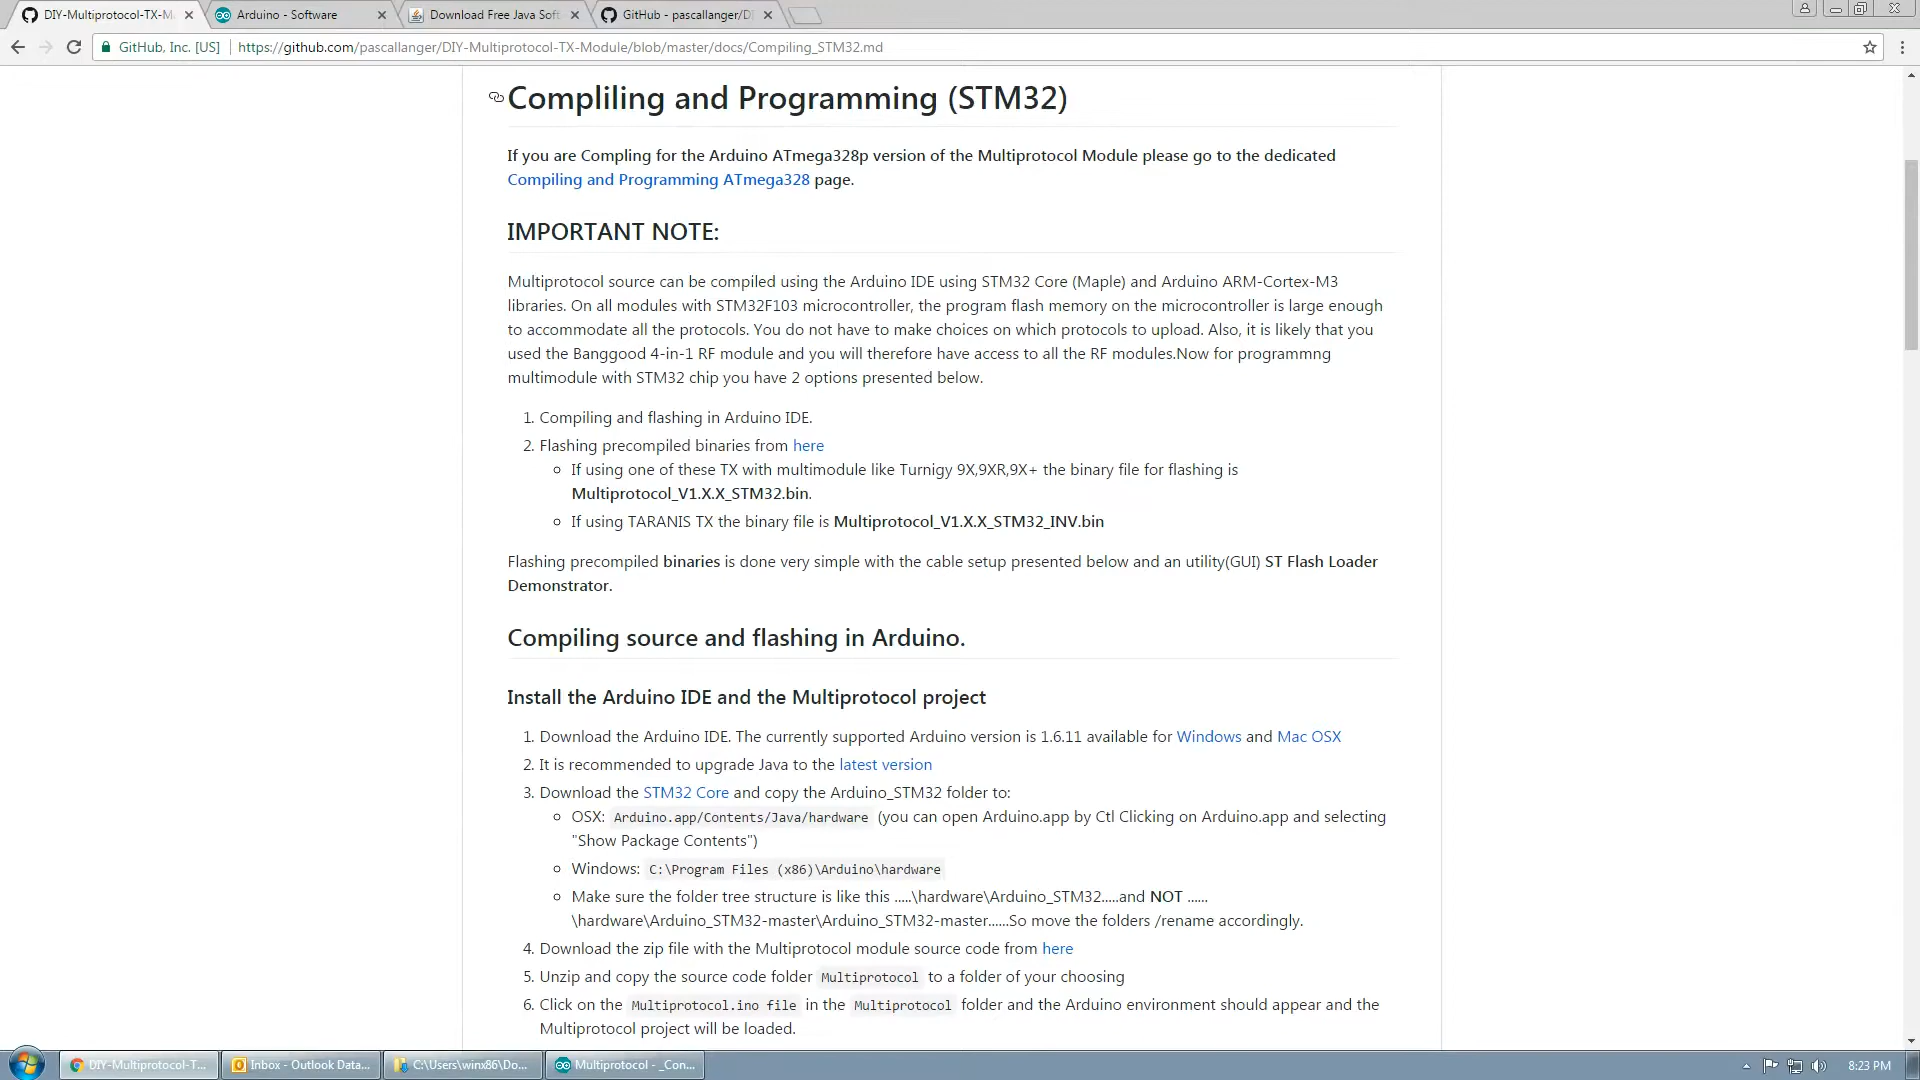 DIY-Multiprotocol-TX-M
Arduino - Software
Download Free Java Soft
GitHub - pascallanger/D
GitHub, Inc. [US]
https://github.com/pascallanger/DIY-Multiprotocol-TX-Module/blob/master/docs/Compiling_STM32.md
Compliling and Programming (STM32)
If you are Compling for the Arduino ATmega328p version of the Multiprotocol Module please go to the dedicated
Compiling and Programming ATmega328 page.
IMPORTANT NOTE:
Multiprotocol source can be compiled using the Arduino IDE using STM32 Core (Maple) and Arduino ARM-Cortex-M3
libraries. On all modules with STM32F103 microcontroller, the program flash memory on the microcontroller is large enough
to accommodate all the protocols. You do not have to make choices on which protocols to upload. Also, it is likely that you
used the Banggood 4-in-1 RF module and you will therefore have access to all the RF modules.Now for programmng
multimodule with STM32 chip you have 2 options presented below.
1. Compiling and flashing in Arduino IDE.
2. Flashing precompiled binaries from here
If using one of these TX with multimodule like Turnigy 9X,9XR,9X+ the binary file for flashing is
Multiprotocol_V1.X.X_STM32.bin.
If using TARANIS TX the binary file is Multiprotocol_V1.X.X_STM32_INV.bin
Flashing precompiled binaries is done very simple with the cable setup presented below and an utility(GUI) ST Flash Loader
Demonstrator.
Compiling source and flashing in Arduino.
Install the Arduino IDE and the Multiprotocol project
1. Download the Arduino IDE. The currently supported Arduino version is 1.6.11 available for Windows and Mac OSX
2. It is recommended to upgrade Java to the latest version
3. Download the STM32 Core and copy the Arduino_STM32 folder to:
OSX: Arduino.app/Contents/Java/hardware (you can open Arduino.app by Ctl Clicking on Arduino.app and selecting
"Show Package Contents")
Windows: C:\Program Files (x86)\Arduino\hardware
Make sure the folder tree structure is like this .....\hardware\Arduino_STM32.....and NOT ......
\hardware\Arduino_STM32-master\Arduino_STM32-master......So move the folders /rename accordingly.
4. Download the zip file with the Multiprotocol module source code from here
5. Unzip and copy the source code folder Multiprotocol to a folder of your choosing
6. Click on the Multiprotocol.ino file in the Multiprotocol folder and the Arduino environment should appear and the
Multiprotocol project will be loaded.
DIY-Multiprotocol-T...
Inbox - Outlook Data...
C:\Users\winx86\Do...
Multiprotocol - _Con...
8:23 PM